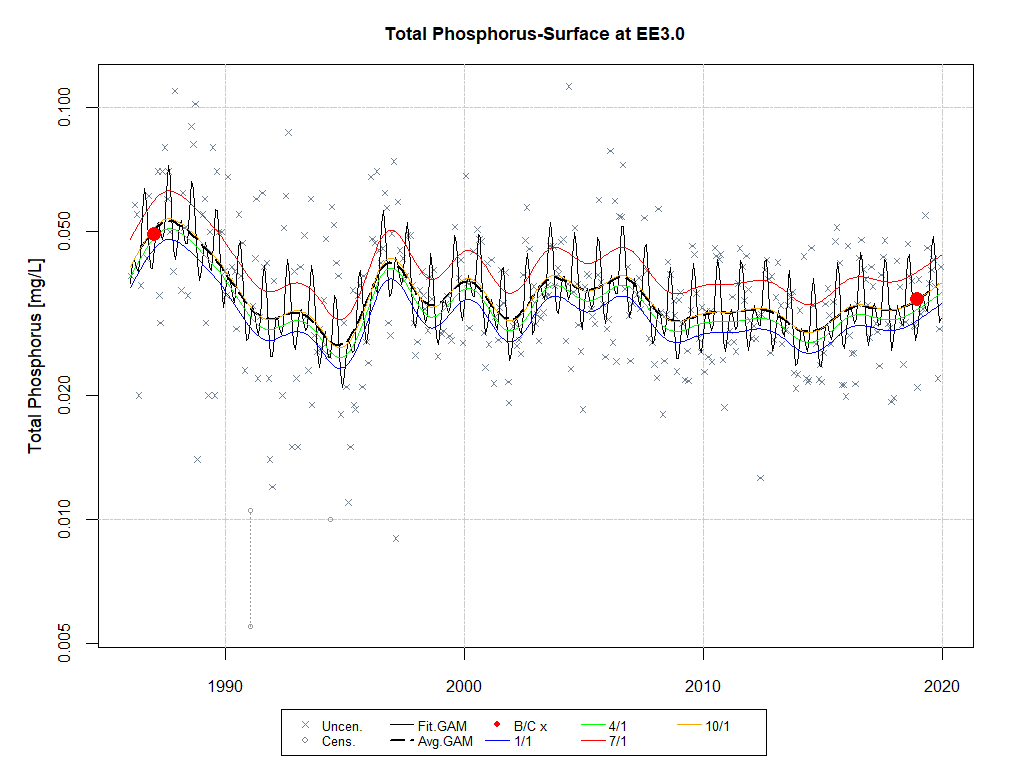 Total Phosphorus-Surface at EE3.0
Total Phosphorus [mg/L]
0.100
0.050
0.020
0.010
0.005
1990 2000 2010 2020
Uncen. Fit.GAM B/C x 4/1 10/1
Cens. Avg.GAM 1/1 7/1